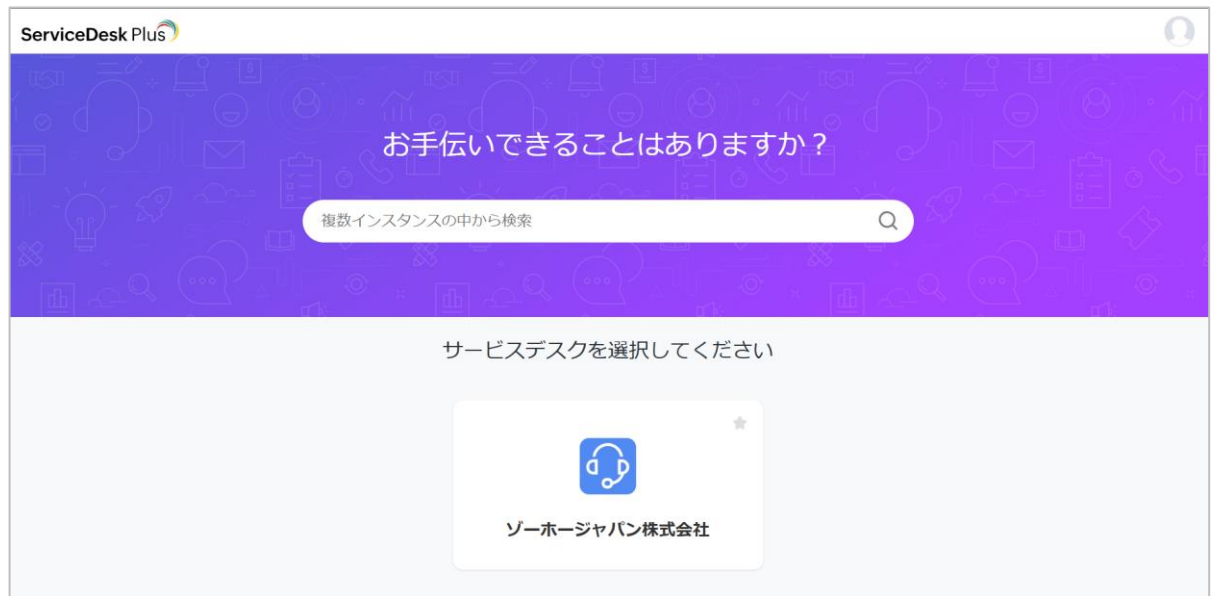 ServiceDesk Plus
お手伝いできることはありますか？
複数インスタンスの中から検索
サービスデスクを選択してください
ゾーホージャパン株式会社